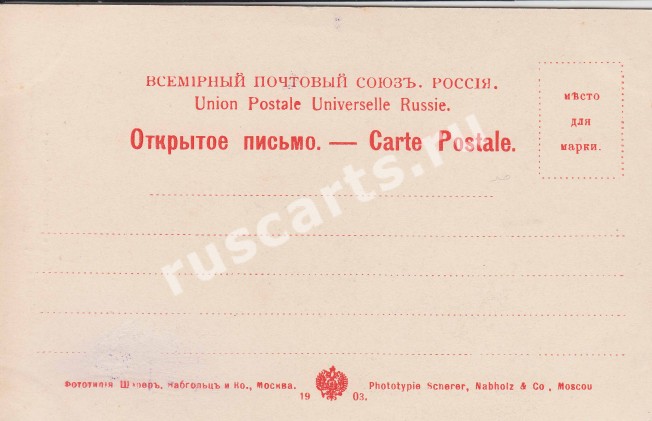 ВСЕМІРНЫЙ ПОЧТОВЫЙ СОЮЗЪ. РОССІЯ.
Union Postale Universelle Russie.
Открытое письмо. — Carte Postale.
мѣсто
для
марки.
ruscarts.ru
Фототипія Шереръ, Набгольцъ и Ко., Москва.
Phototypie Scherer, Nabholz & Co, Moscou
19 03.